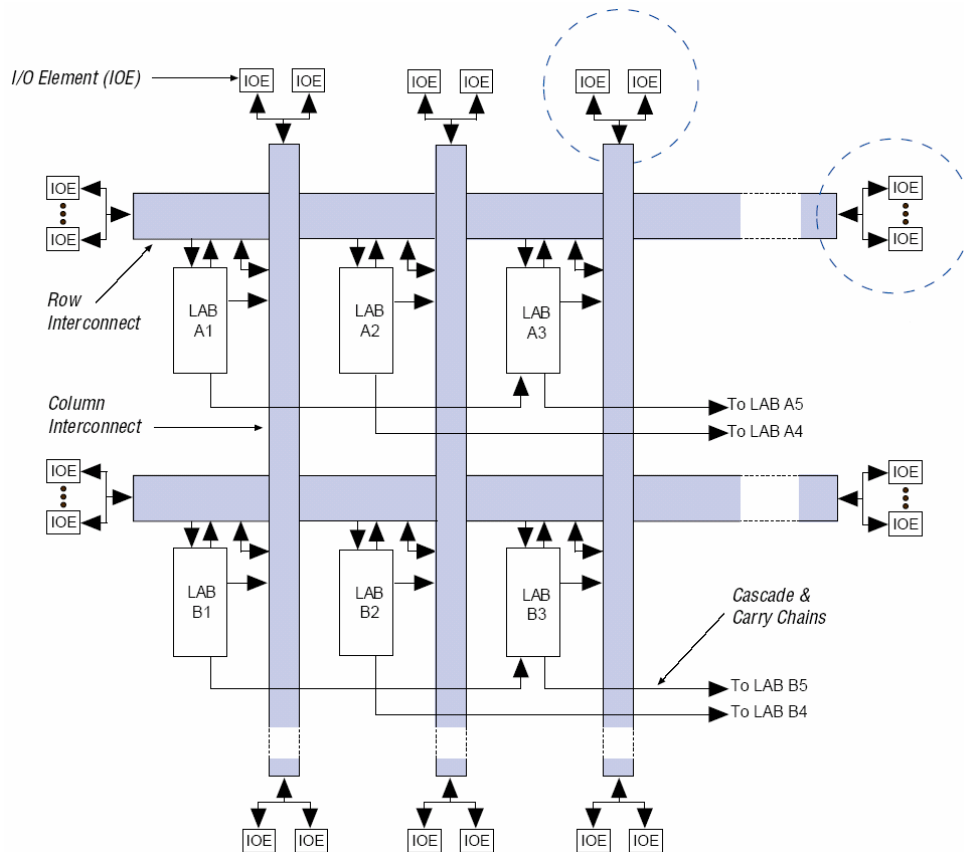 I/O Element (IOE)
IOE IOE IOE IOE IOE IOE
IOE IOE
IOE IOE
Row
Interconnect
LAB
A1
LAB
A2
LAB
A3
Column
Interconnect
To LAB A5
To LAB A4
IOE IOE
IOE IOE
LAB
B1
LAB
B2
LAB
B3
Cascade &
Carry Chains
To LAB B5
To LAB B4
IOE IOE IOE IOE IOE IOE